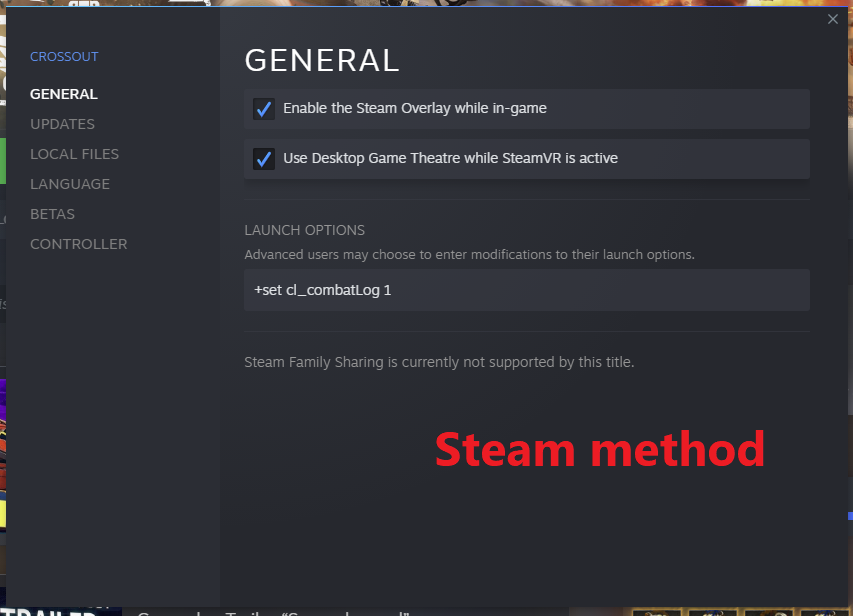 CROSSOUT
GENERAL
UPDATES
LOCAL FILES
LANGUAGE
BETAS
CONTROLLER
GENERAL
Enable the Steam Overlay while in-game
Use Desktop Game Theatre while SteamVR is active
LAUNCH OPTIONS
Advanced users may choose to enter modifications to their launch options.
+set cl_combatLog 1
Steam Family Sharing is currently not supported by this title.
Steam method